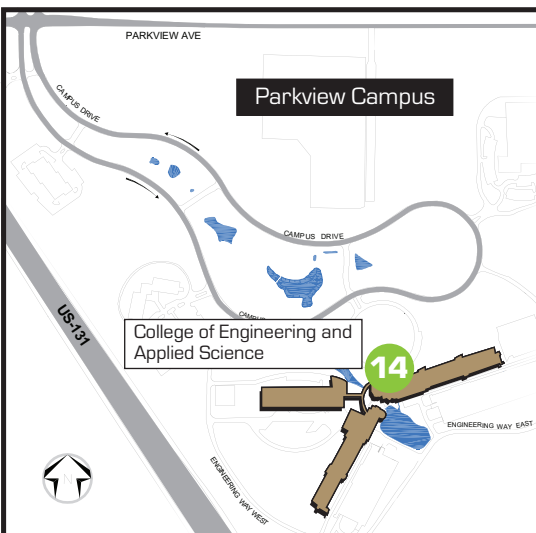 PARKVIEW AVE
Parkview Campus
CAMPUS DRIVE
CAMPUS DRIVE
US-131
College of Engineering and
Applied Science
14
ENGINEERING WAY EAST
ENGINEERING WAY WEST